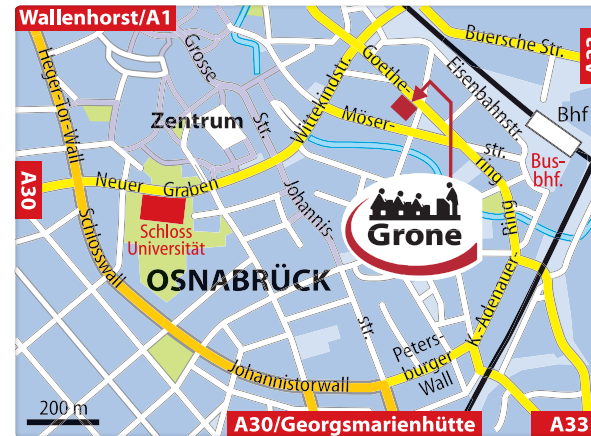 Wallenhorst/A1
Buersche Str.
A33
Goethe-
ring
Eisenbahnstr.
Heger-Tor-Wall
Grosse
Str.
Zentrum
Wittekindstr.
Möser-
str.
Bhf
Bus-
bhf.
A30
Neuer Graben
Schloss
Universität
Johannis-
str.
Grone
Schlosswall
OSNABRÜCK
K.-Adenauer-Ring
Peters-
burger
Wall
Johannistorwall
200 m
A30/Georgsmarienhütte
A33